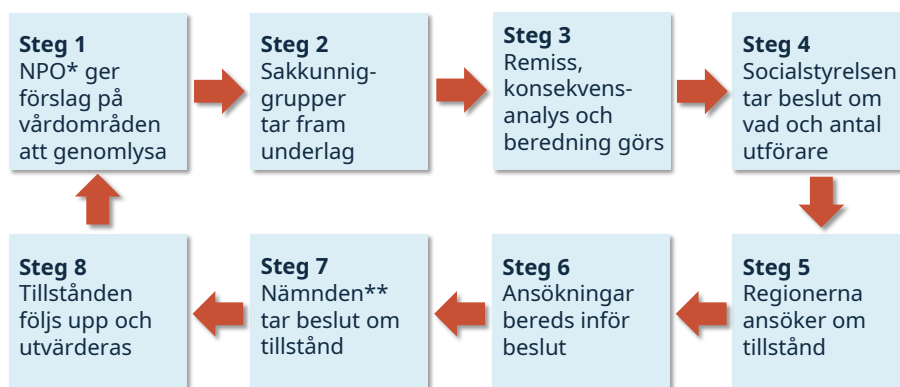 Steg 1
NPO* ger
förslag på
vårdområden
att genomlysa
Steg 2
Sakkunnig-
grupper
tar fram
underlag
Steg 3
Remiss,
konsekvens-
analys och
beredning görs
Steg 4
Socialstyrelsen
tar beslut om
vad och antal
utförare
Steg 5
Regionerna
ansöker om
tillstånd
Steg 6
Ansökningar
bereds inför
beslut
Steg 7
Nämnden**
tar beslut om
tillstånd
Steg 8
Tillstånden
följs upp och
utvärderas